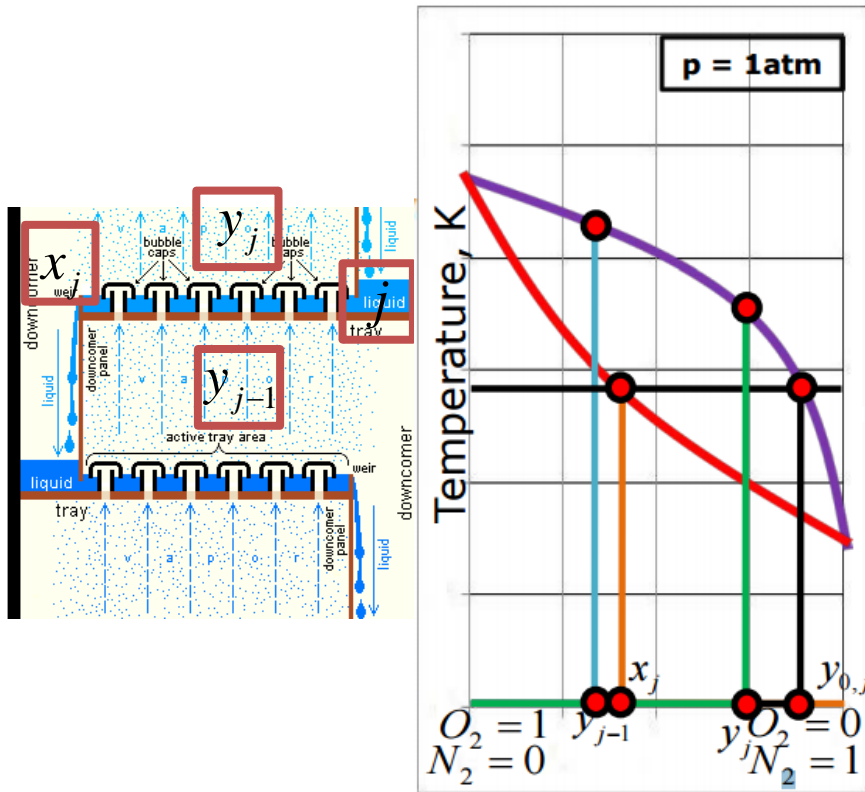 p = 1atm
Temperature, K
x_j
y_{0,j}
O_2 = 1
y_{j-1}
y_j
O_2 = 0
N_2 = 0
N_2 = 1
v a p o r
y_j
liquid
bubble
caps
bubble
caps
x_j
weir
j
liquid
tray
downcomer
liquid
downcomer
panel
v a p o r
y_{j-1}
active tray area
weir
liquid
tray
downcomer
v a p o r
downcomer
panel
liquid